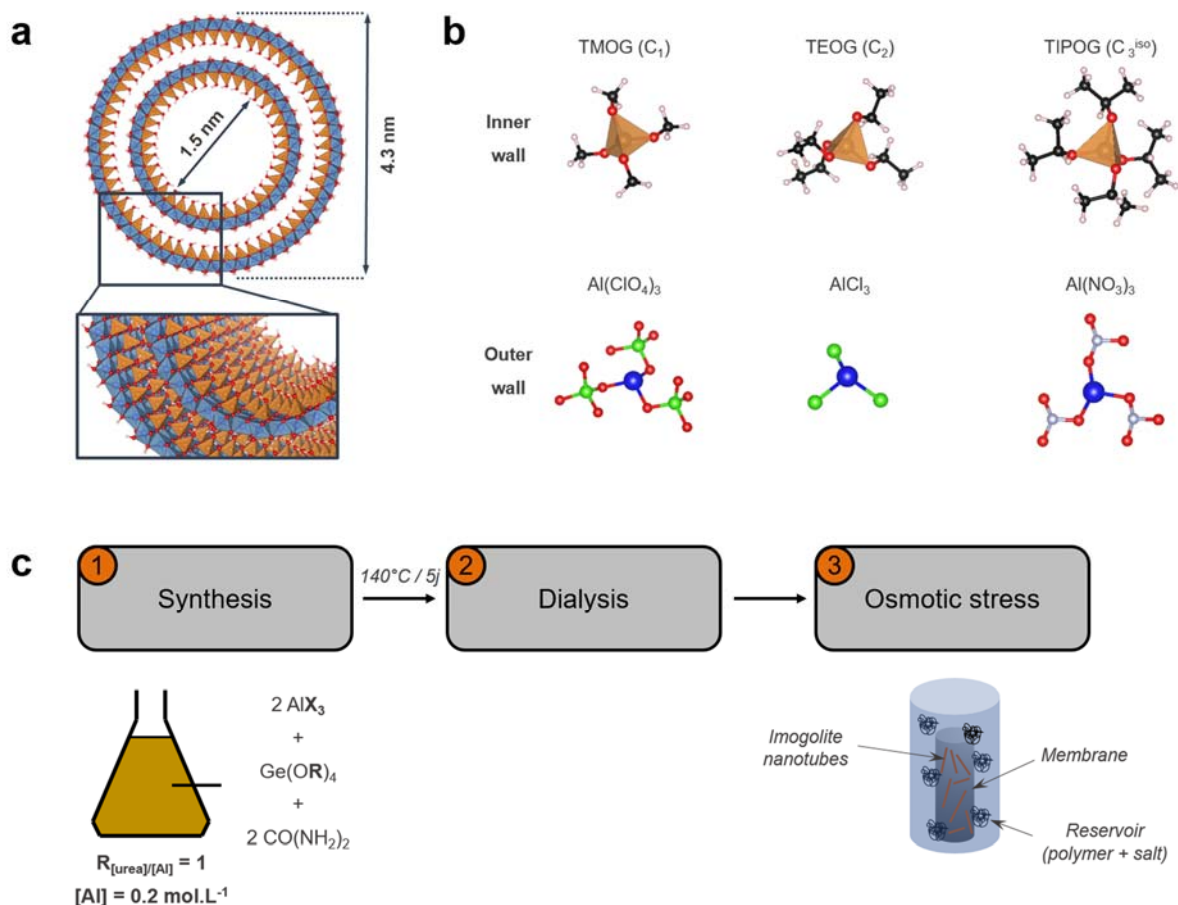 a
1.5 nm
4.3 nm
b
TMOG (C₁)
TEOG (C₂)
TIPOG (C₃ⁱˢᵒ)
Inner
wall
Al(ClO₄)₃
AlCl₃
Al(NO₃)₃
Outer
wall
c
1
Synthesis
140°C / 5j
2
Dialysis
3
Osmotic stress
2 AlX₃
+
Ge(OR)₄
+
2 CO(NH₂)₂
R[urea]/[Al] = 1
[Al] = 0.2 mol.L⁻¹
Imogolite
nanotubes
Membrane
Reservoir
(polymer + salt)